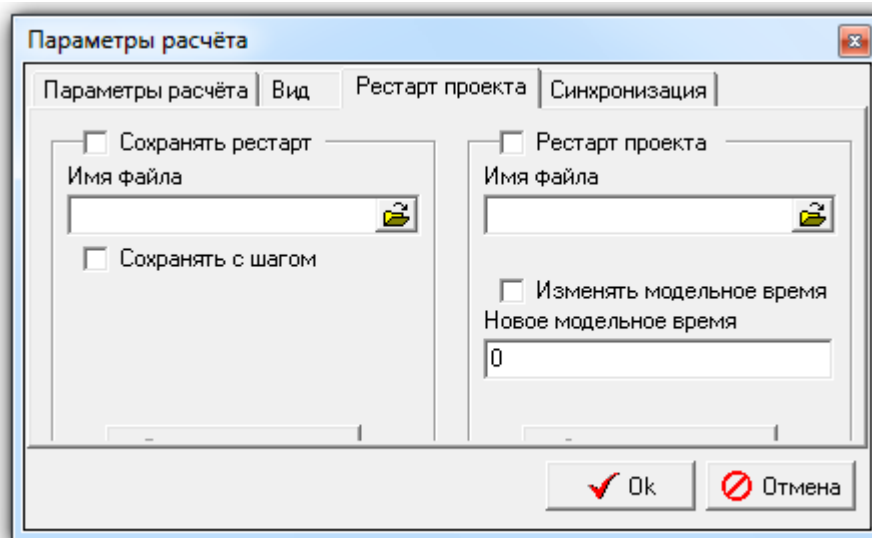 Параметры расчёта
Параметры расчёта Вид Рестарт проекта Синхронизация
Сохранять рестарт
Имя файла
Сохранять с шагом
Рестарт проекта
Имя файла
Изменять модельное время
Новое модельное время
0
Ok Отмена